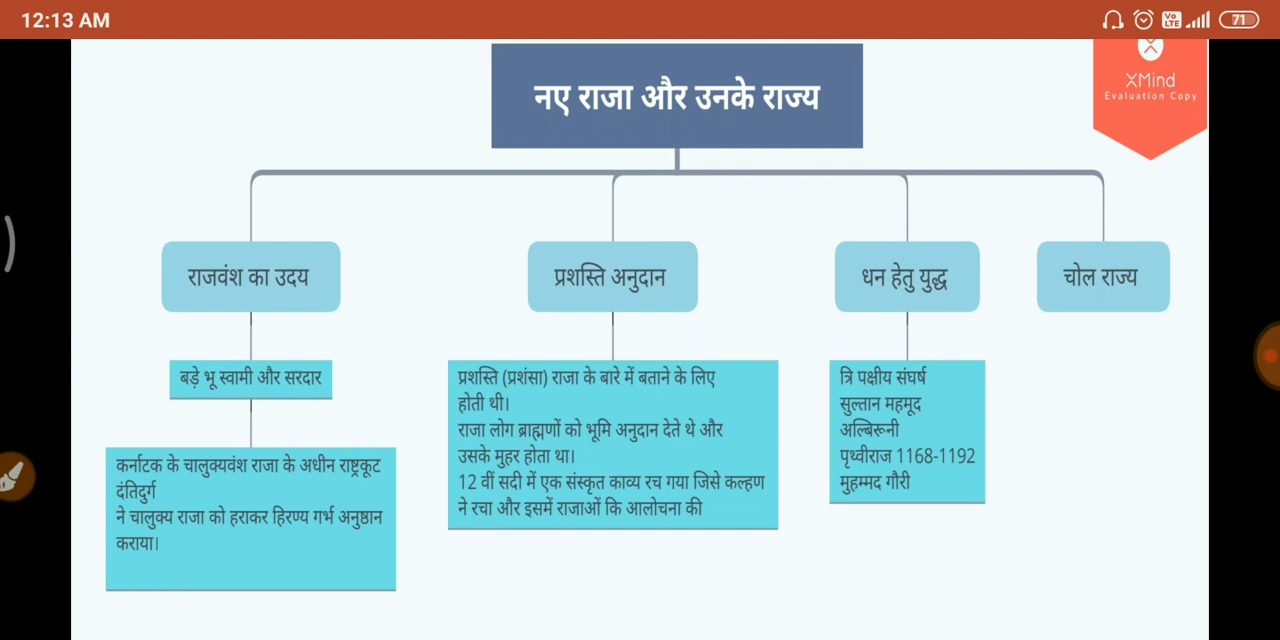 12:13 AM
Vo
LTE
71
XMind
Evaluation Copy
नए राजा और उनके राज्य
राजवंश का उदय
प्रशस्ति अनुदान
धन हेतु युद्ध
चोल राज्य
बड़े भू स्वामी और सरदार
कर्नाटक के चालुक्यवंश राजा के अधीन राष्ट्रकूट
दंतिदुर्ग
ने चालुक्य राजा को हराकर हिरण्य गर्भ अनुष्ठान
कराया।
प्रशस्ति (प्रशंसा) राजा के बारे में बताने के लिए
होती थी।
राजा लोग ब्राह्मणों को भूमि अनुदान देते थे और
उसके मुहर होता था।
12 वीं सदी में एक संस्कृत काव्य रच गया जिसे कल्हण
ने रचा और इसमें राजाओं कि आलोचना की
त्रि पक्षीय संघर्ष
सुल्तान महमूद
अल्बिरूनी
पृथ्वीराज 1168-1192
मुहम्मद गौरी